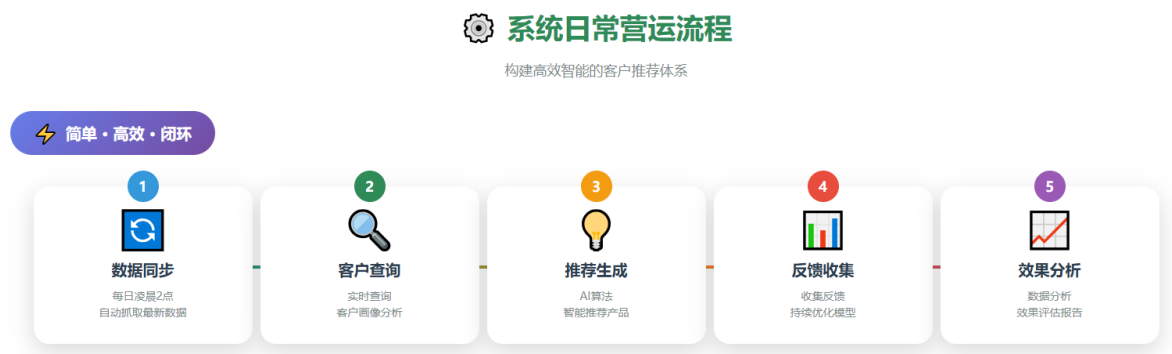 系统日常营运流程
构建高效智能的客户推荐体系
简单·高效·闭环
1
2
3
4
5
数据同步
客户查询
推荐生成
反馈收集
效果分析
每日凌晨2点
实时查询
AI算法
收集反馈
数据分析
自动抓取最新数据
客户画像分析
智能推荐产品
持续优化模型
效果评估报告